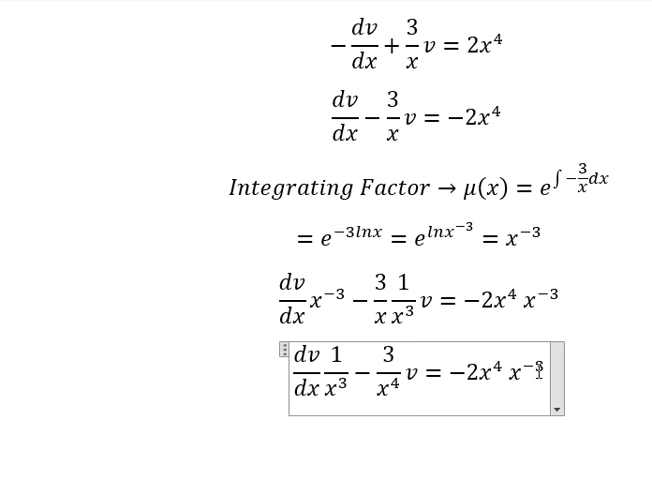 −dv/dx + 3/x v = 2x⁴
dv/dx − 3/x v = −2x⁴
Integrating Factor → μ(x) = e^∫ −3/x dx
= e^−3lnx = e^lnx^−3 = x^−3
dv/dx x^−3 − 3/x 1/x³ v = −2x⁴ x^−3
dv/dx 1/x³ − 3/x⁴ v = −2x⁴ x^−3